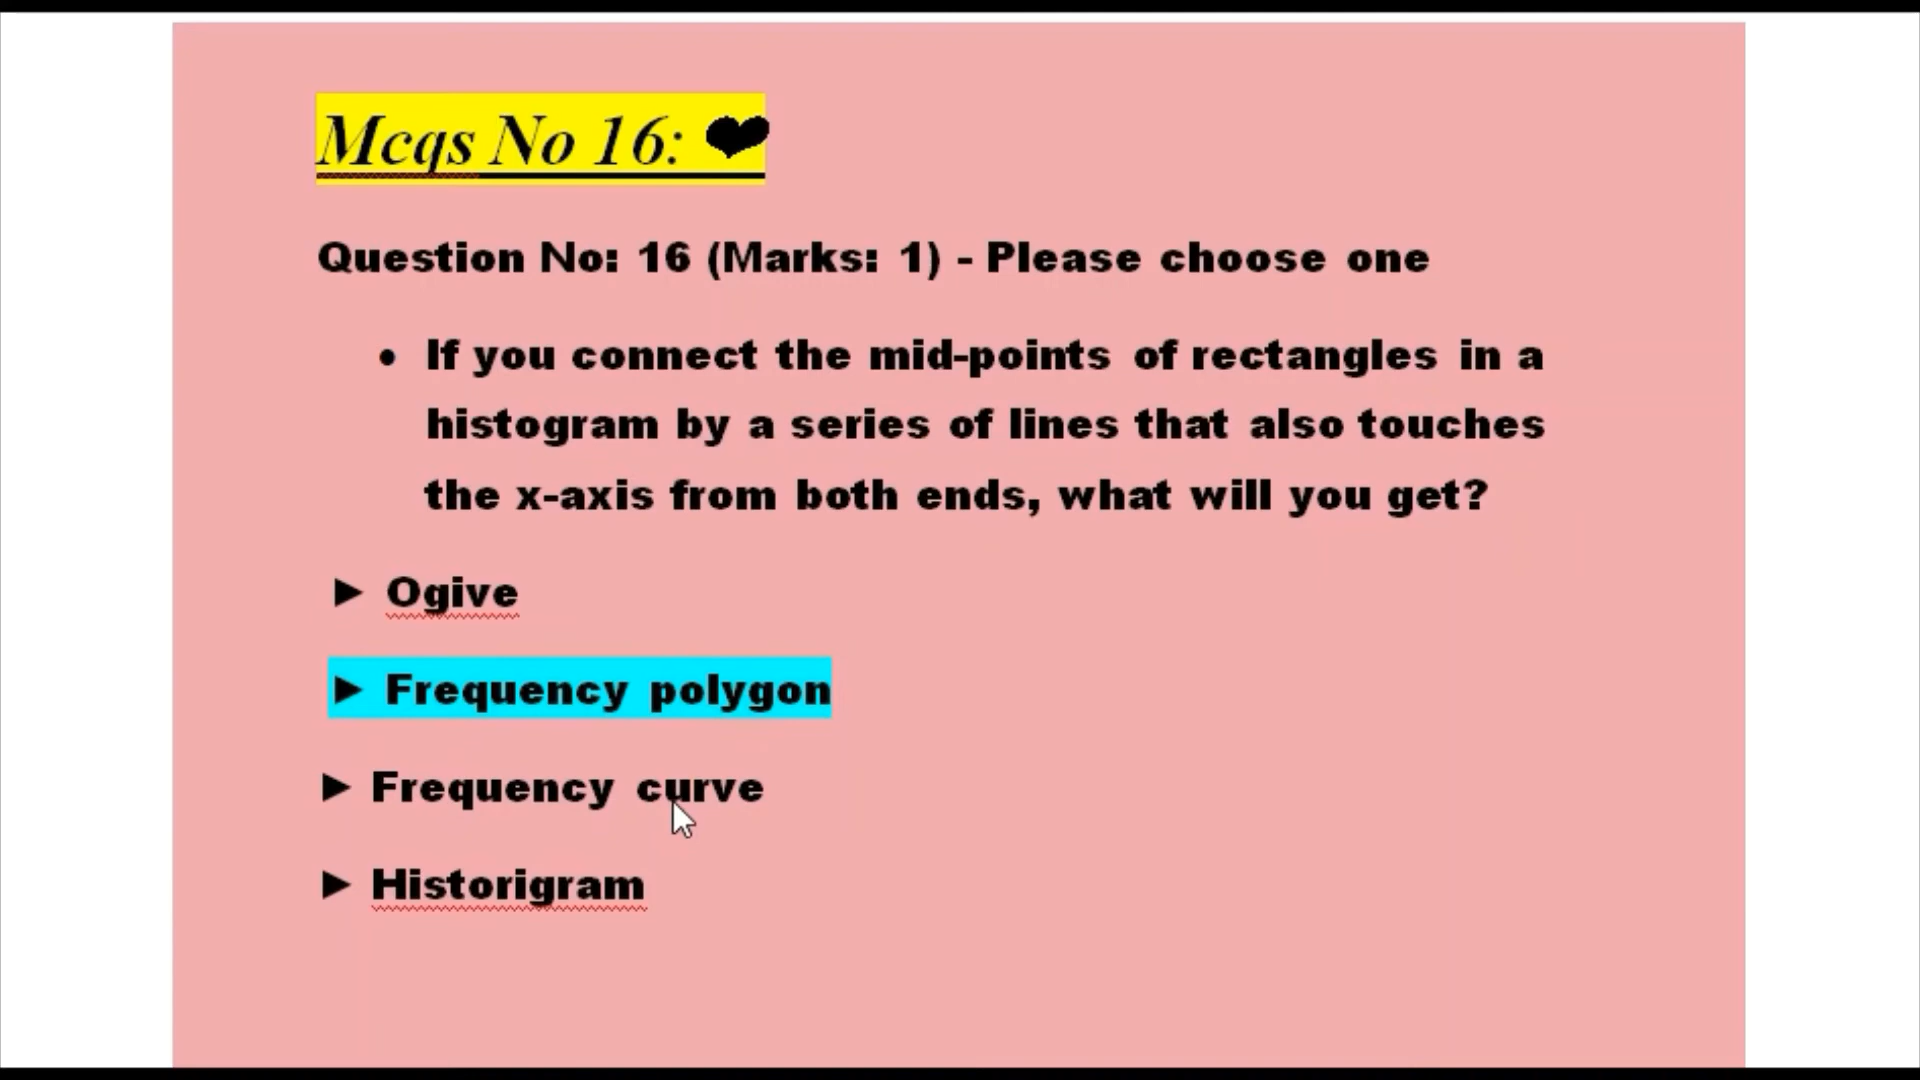 Mcqs No 16: ❤
Question No: 16 (Marks: 1) - Please choose one
• If you connect the mid-points of rectangles in a
histogram by a series of lines that also touches
the x-axis from both ends, what will you get?
► Ogive
► Frequency polygon
► Frequency curve
► Historigram